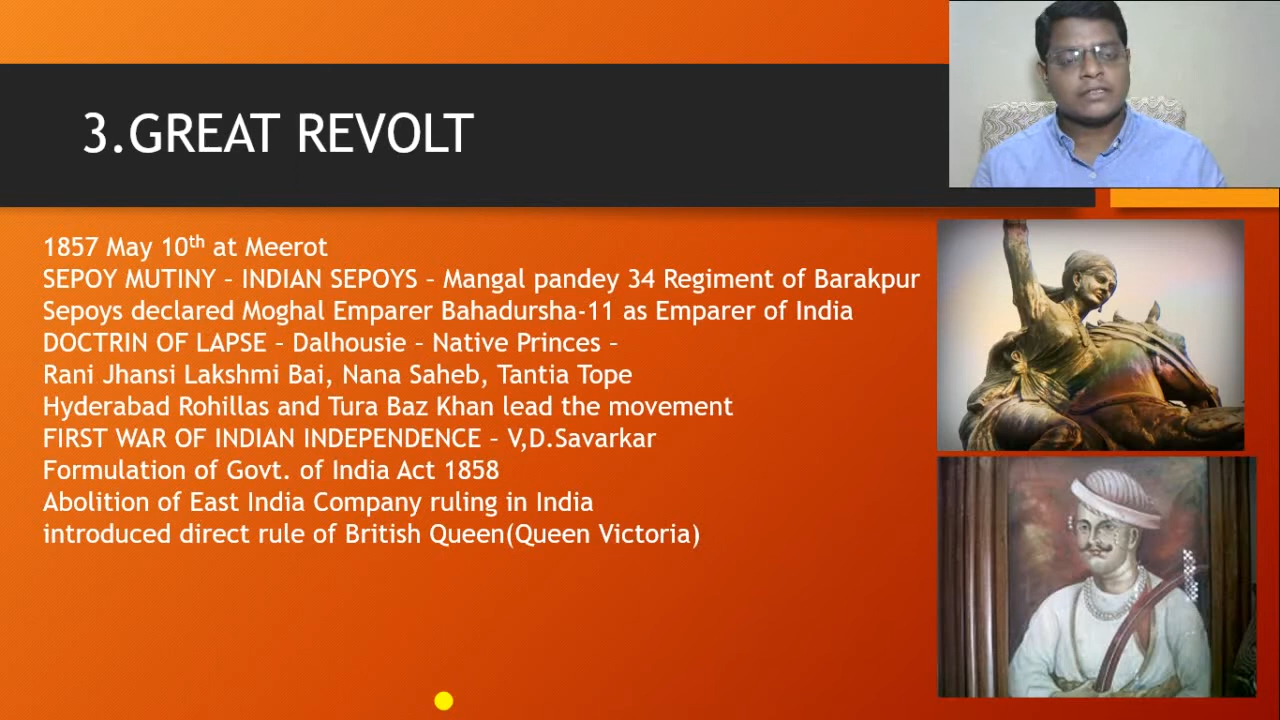 3.GREAT REVOLT
1857 May 10th at Meerot
SEPOY MUTINY – INDIAN SEPOYS – Mangal pandey 34 Regiment of Barakpur
Sepoys declared Moghal Emparer Bahadursha-11 as Emparer of India
DOCTRIN OF LAPSE – Dalhousie – Native Princes –
Rani Jhansi Lakshmi Bai, Nana Saheb, Tantia Tope
Hyderabad Rohillas and Tura Baz Khan lead the movement
FIRST WAR OF INDIAN INDEPENDENCE – V,D.Savarkar
Formulation of Govt. of India Act 1858
Abolition of East India Company ruling in India
introduced direct rule of British Queen(Queen Victoria)